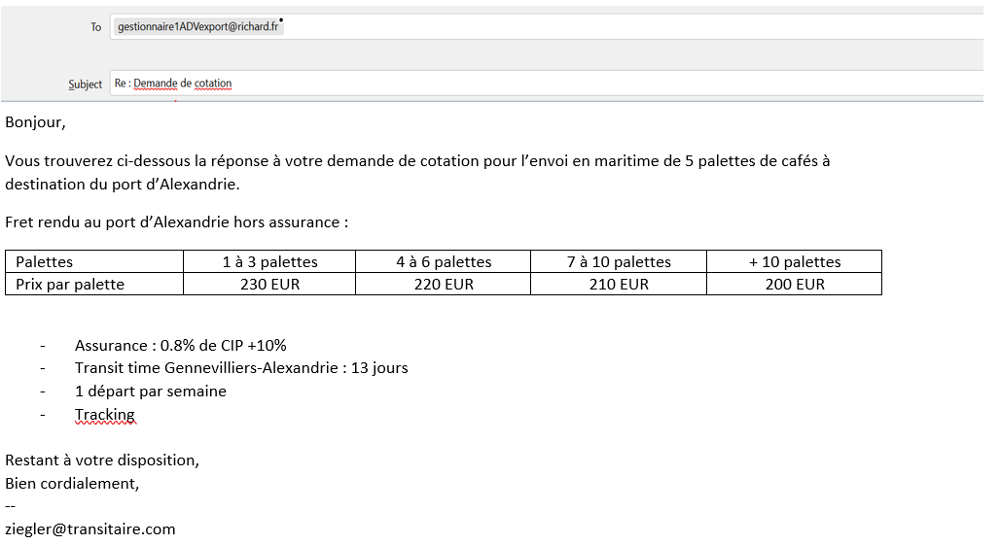 To gestionnaire1ADVexport@richard.fr
Subject Re : Demande de cotation
Bonjour,
Vous trouverez ci-dessous la réponse à votre demande de cotation pour l’envoi en maritime de 5 palettes de cafés à
destination du port d’Alexandrie.
Fret rendu au port d’Alexandrie hors assurance :
Palettes 1 à 3 palettes 4 à 6 palettes 7 à 10 palettes + 10 palettes
Prix par palette 230 EUR 220 EUR 210 EUR 200 EUR
- Assurance : 0.8% de CIP +10%
- Transit time Gennevilliers-Alexandrie : 13 jours
- 1 départ par semaine
- Tracking
Restant à votre disposition,
Bien cordialement,
--
ziegler@transitaire.com